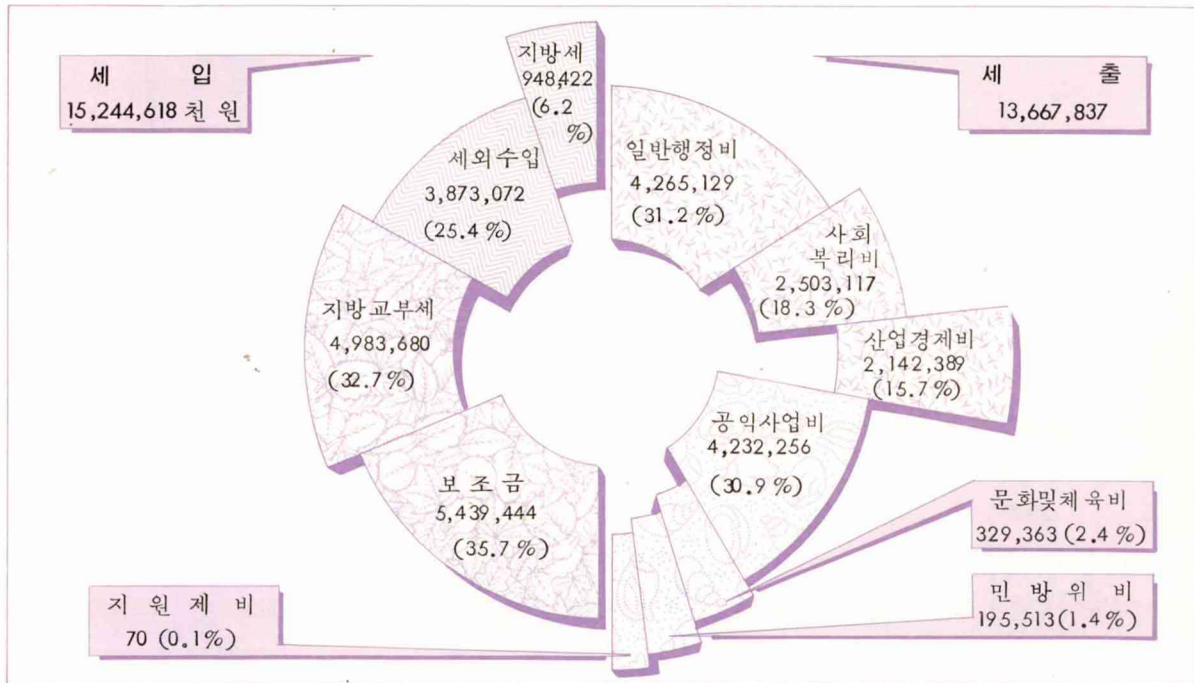 세 입
15,244,618 천 원
세 출
13,667,837
지방세
948,422
(6.2
%)
세외수입
3,873,072
(25.4%)
지방교부세
4,983,680
(32.7%)
보조금
5,439,444
(35.7%)
일반행정비
4,265,129
(31.2%)
사회
복리비
2,503,117
(18.3%)
산업경제비
2,142,389
(15.7%)
공익사업비
4,232,256
(30.9%)
문화및체육비
329,363 (2.4%)
민 방 위 비
195,513(1.4%)
지 원 제 비
70 (0.1%)